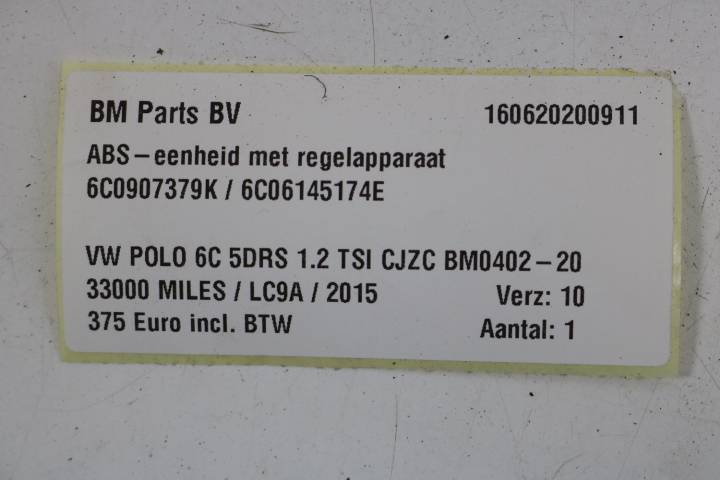 BM Parts BV 160620200911
ABS-eenheid met regelapparaat
6C0907379K / 6C06145174E
VW POLO 6C 5DRS 1.2 TSI CJZC BM0402-20
33000 MILES / LC9A / 2015 Verz: 10
375 Euro incl. BTW Aantal: 1